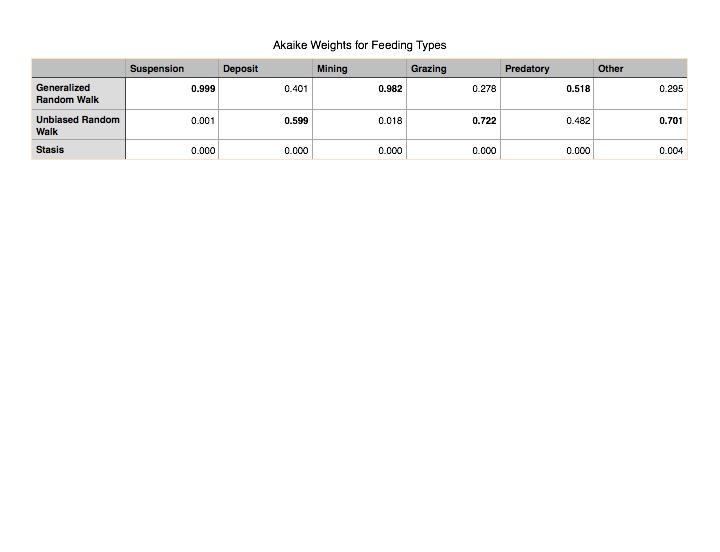 Akaike Weights for Feeding Types
Suspension Deposit Mining Grazing Predatory Other
Generalized Random Walk 0.999 0.401 0.982 0.278 0.518 0.295
Unbiased Random Walk 0.001 0.599 0.018 0.722 0.482 0.701
Stasis 0.000 0.000 0.000 0.000 0.000 0.004